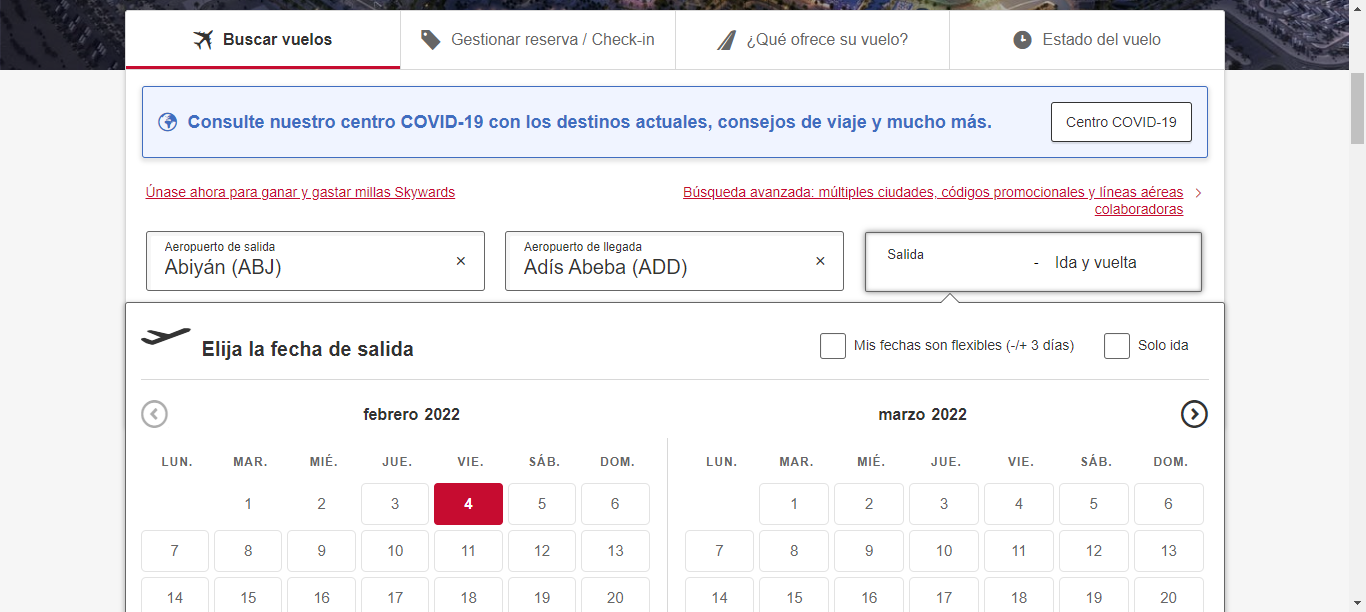 Buscar vuelos
Gestionar reserva / Check-in
¿Qué ofrece su vuelo?
Estado del vuelo
Consulte nuestro centro COVID-19 con los destinos actuales, consejos de viaje y mucho más.
Centro COVID-19
Únase ahora para ganar y gastar millas Skywards
Búsqueda avanzada: múltiples ciudades, códigos promocionales y líneas aéreas
colaboradoras
Aeropuerto de salida
Abiyán (ABJ)
Aeropuerto de llegada
Adís Abeba (ADD)
Salida
- Ida y vuelta
Elija la fecha de salida
Mis fechas son flexibles (-/+ 3 días)
Solo ida
febrero 2022
LUN. MAR. MIÉ. JUE. VIE. SÁB. DOM.
1 2 3 4 5 6
7 8 9 10 11 12 13
14 15 16 17 18 19 20
marzo 2022
LUN. MAR. MIÉ. JUE. VIE. SÁB. DOM.
1 2 3 4 5 6
7 8 9 10 11 12 13
14 15 16 17 18 19 20